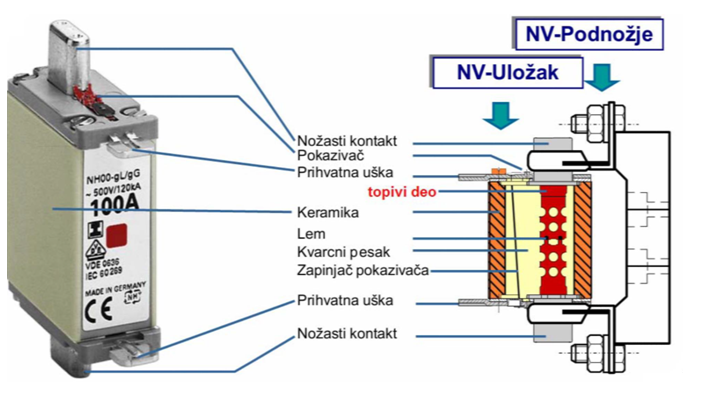 NV-Podnožje
NV-Uložak
Nožasti kontakt
Pokazivač
Prihvatna uška
topivi deo
Keramika
Lem
Kvarcni pesak
Zapinjač pokazivača
Prihvatna uška
Nožasti kontakt
NH00-gL/gG
~ 500V/120kA
100A
VDE 0636
IEC 60 269
MADE IN GERMANY
CE
NH